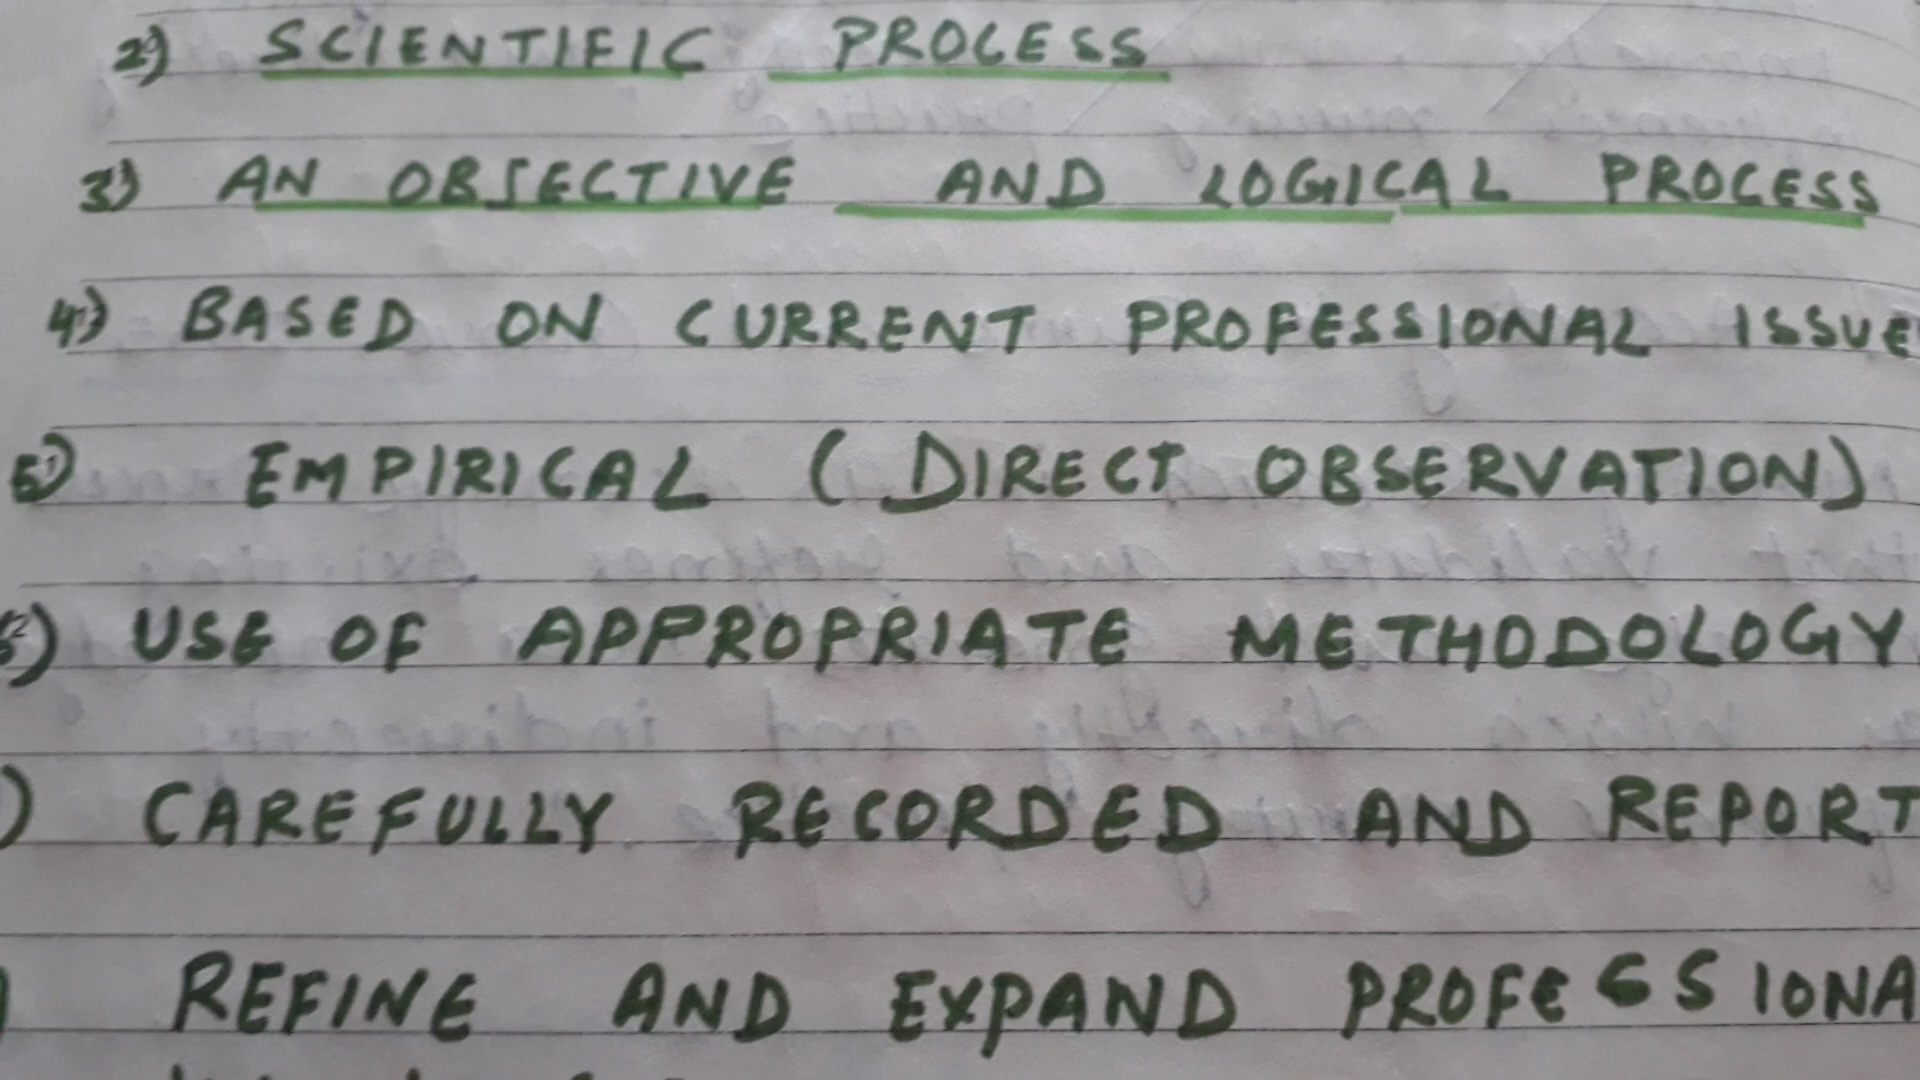 2) SCIENTIFIC PROCESS
3) AN OBJECTIVE AND LOGICAL PROCESS
4) BASED ON CURRENT PROFESSIONAL ISSUE
5) EMPIRICAL (DIRECT OBSERVATION)
6) USE OF APPROPRIATE METHODOLOGY
) CAREFULLY RECORDED AND REPORT
) REFINE AND EXPAND PROFESSIONA